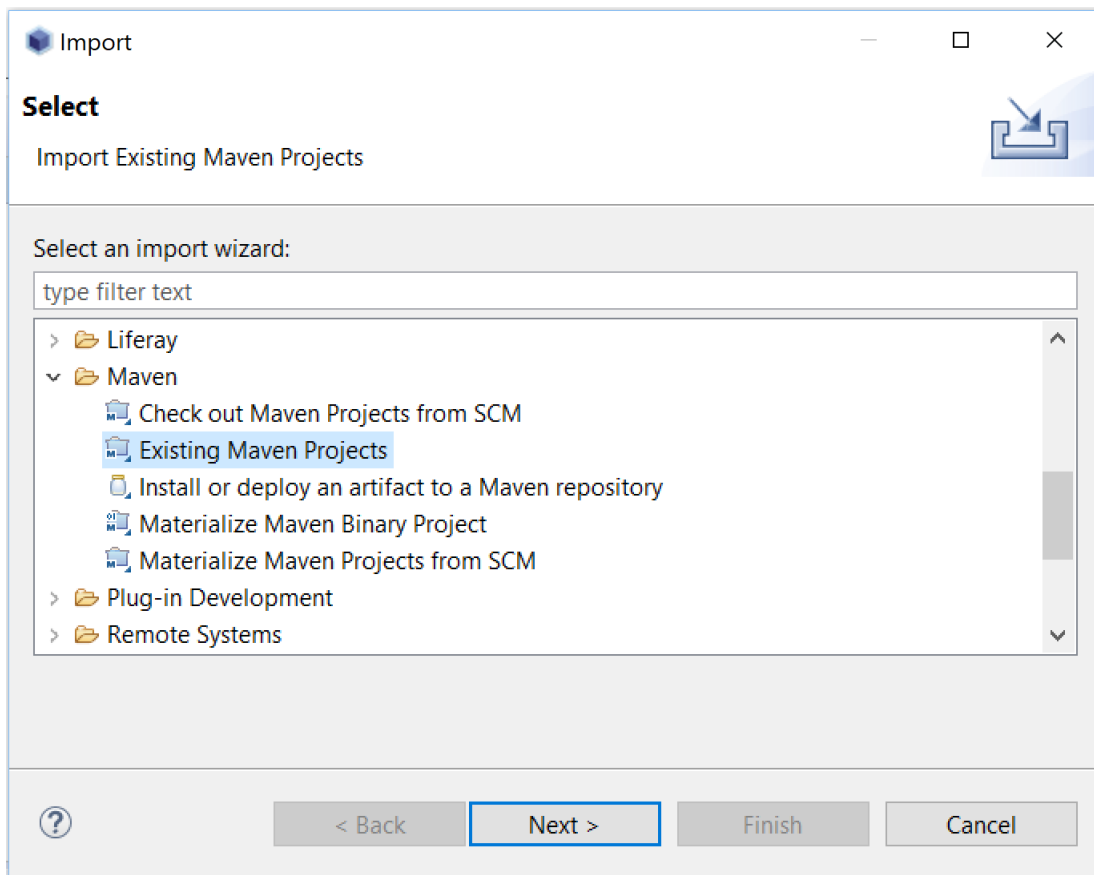 Import
Select
Import Existing Maven Projects
Select an import wizard:
type filter text
Liferay
Maven
Check out Maven Projects from SCM
Existing Maven Projects
Install or deploy an artifact to a Maven repository
Materialize Maven Binary Project
Materialize Maven Projects from SCM
Plug-in Development
Remote Systems
? < Back Next > Finish Cancel